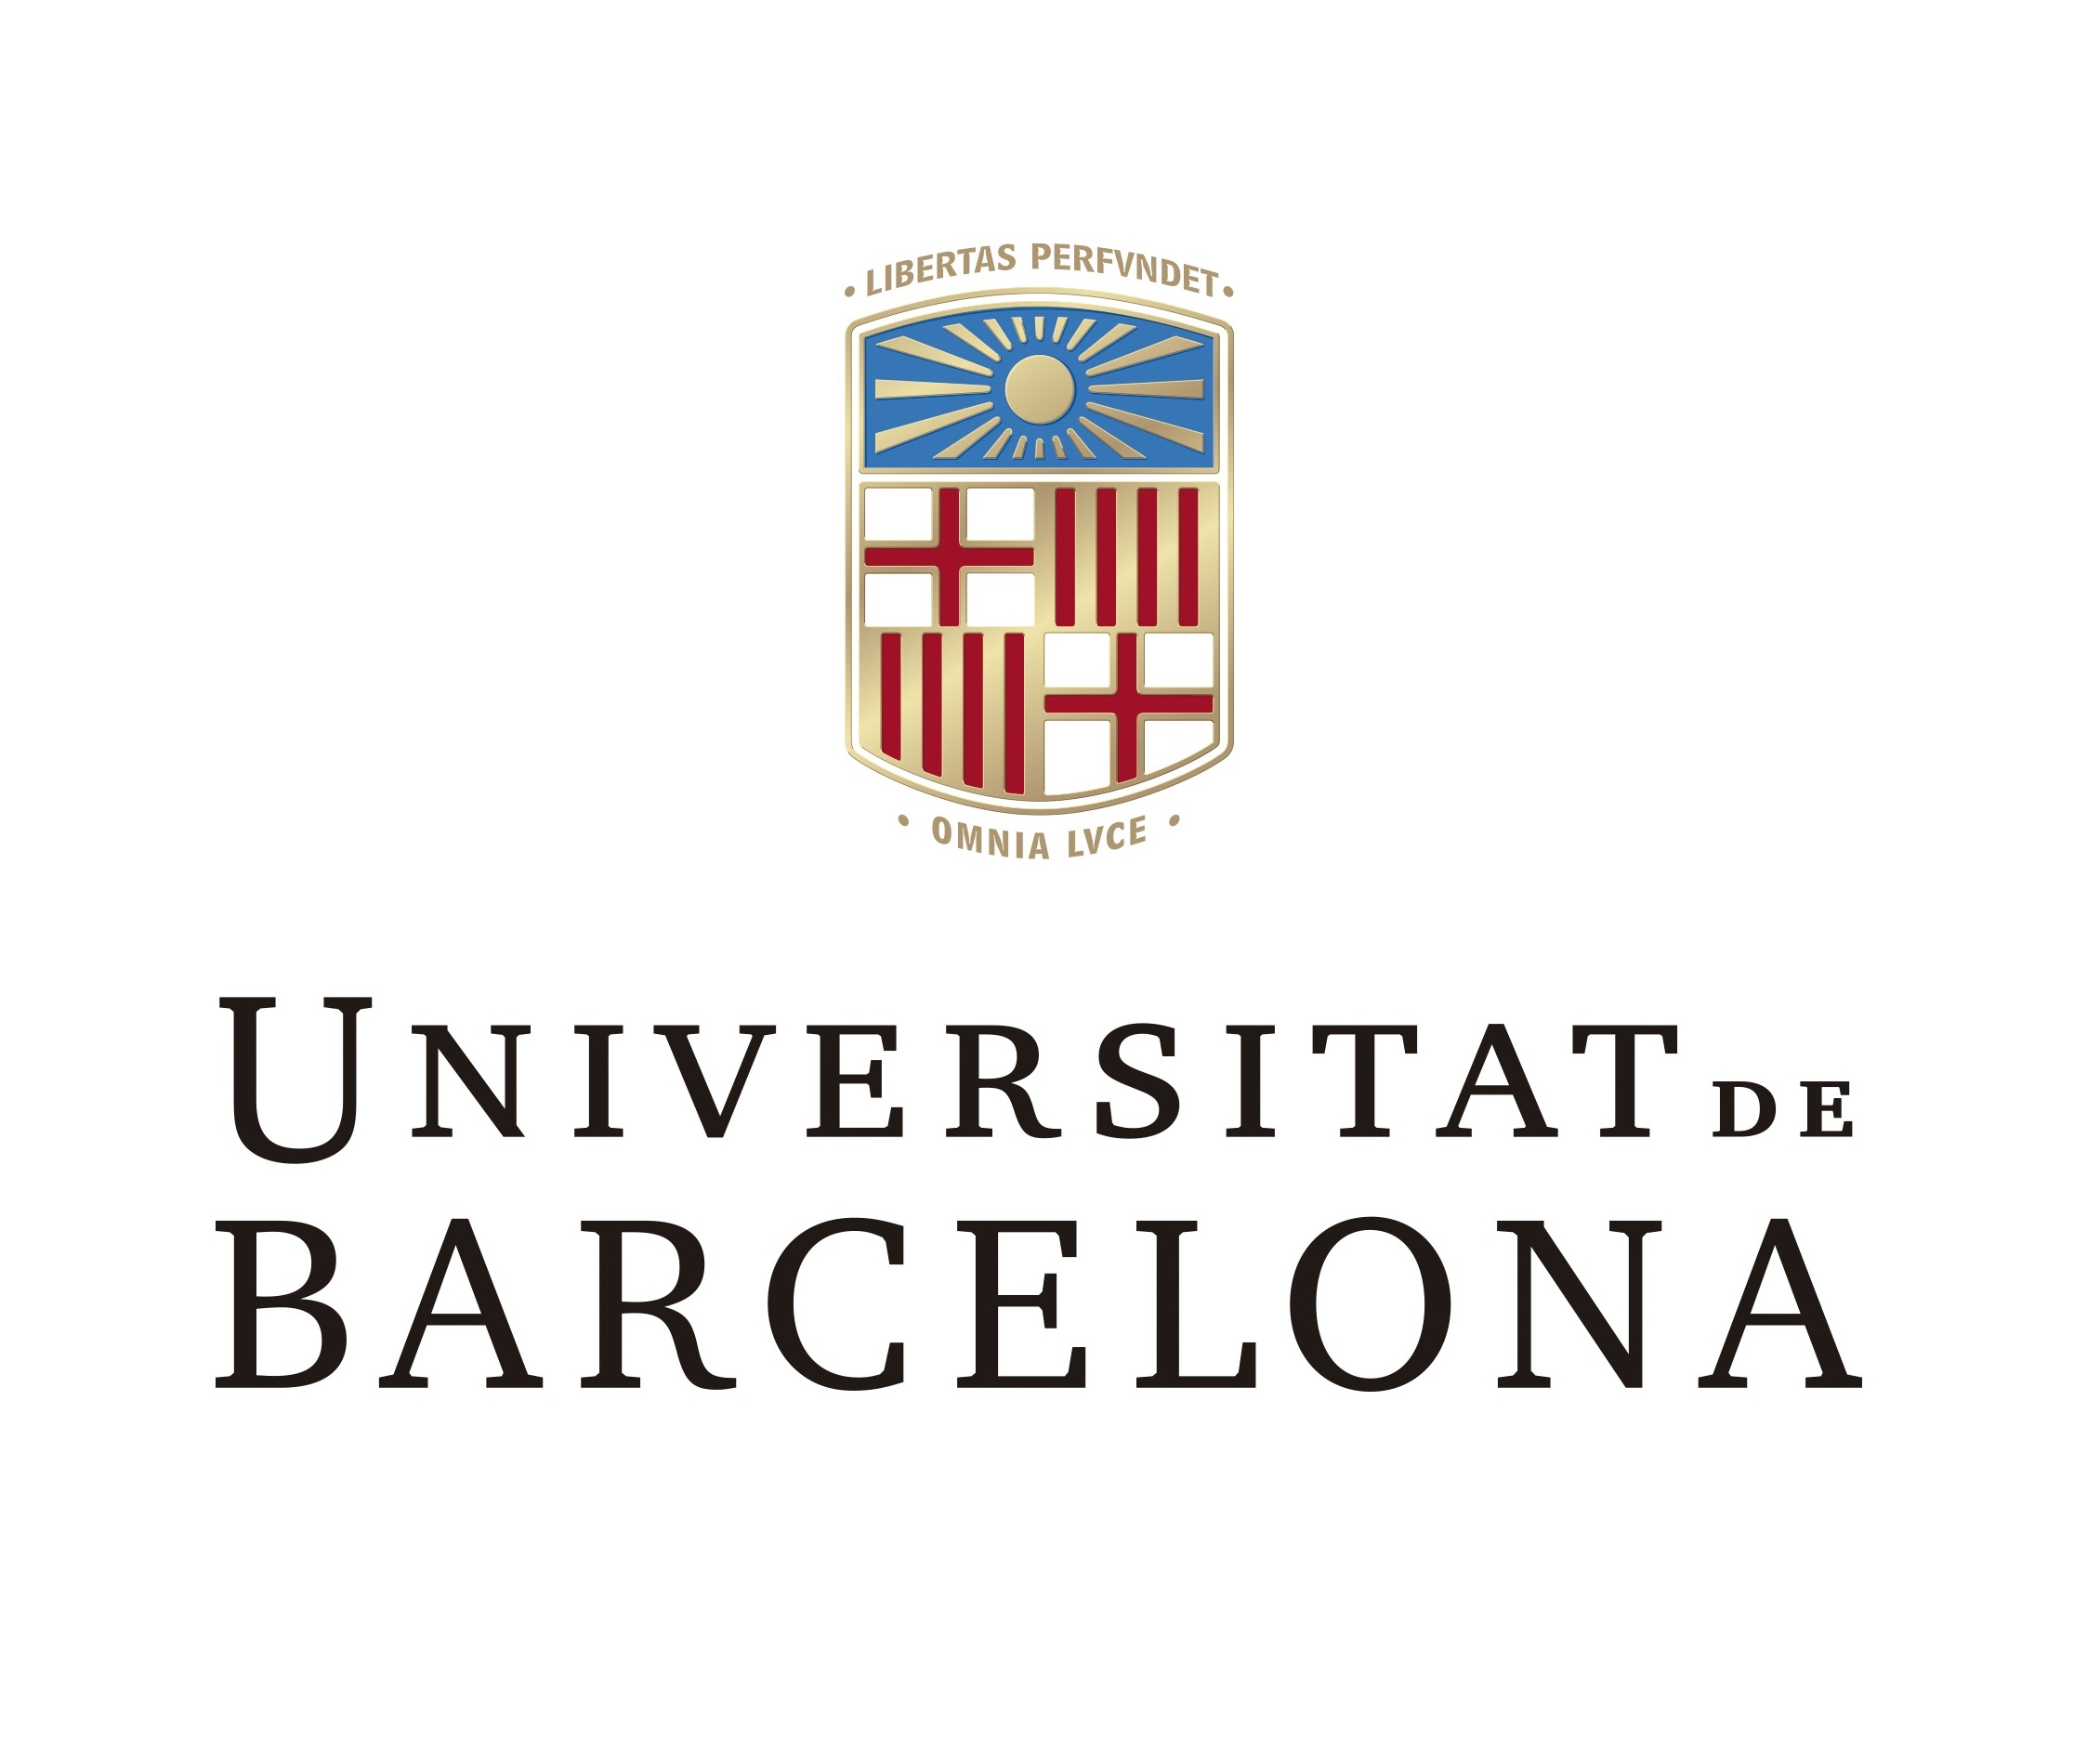 · LIBERTAS PERFVNDET ·
· OMNIA LVCE ·
UNIVERSITAT DE
BARCELONA